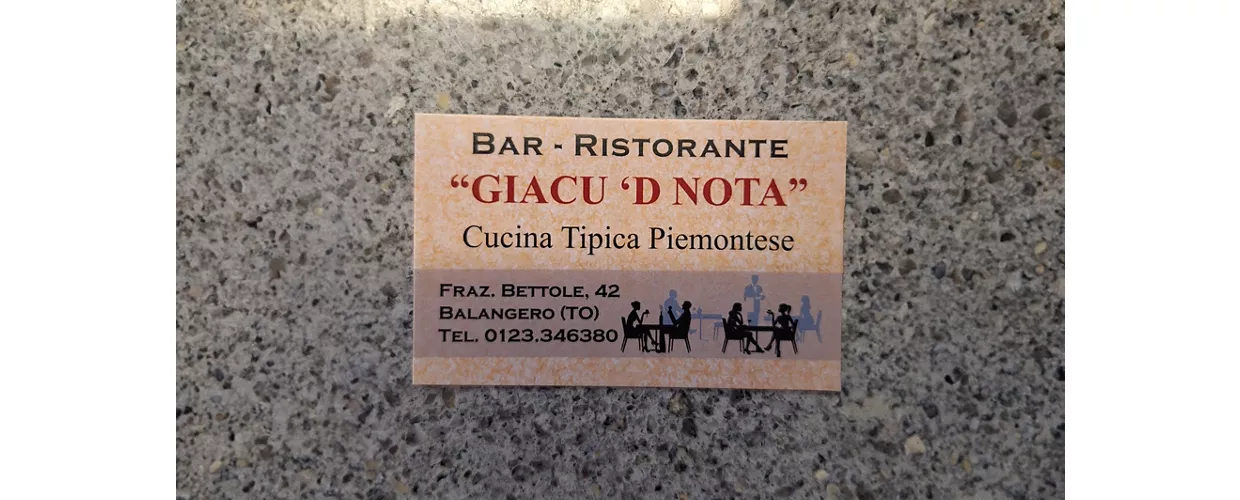 BAR - RISTORANTE
“GIACU ‘D NOTA”
Cucina Tipica Piemontese
FRAZ. BETTOLE, 42
BALANGERO (TO)
TEL. 0123.346380